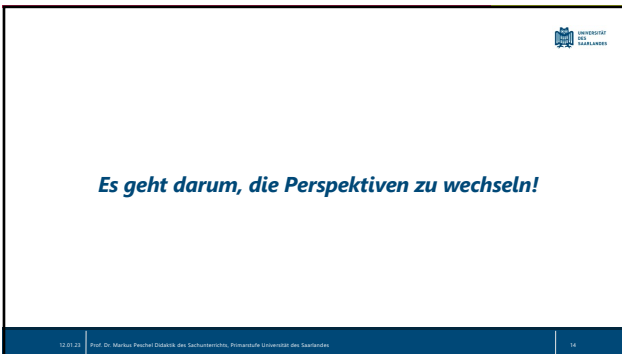 UNIVERSITÄT
DES
SAARLANDES
Es geht darum, die Perspektiven zu wechseln!
12.01.23 Prof. Dr. Markus Peschel Didaktik des Sachunterrichts, Primarstufe Universität des Saarlandes 14